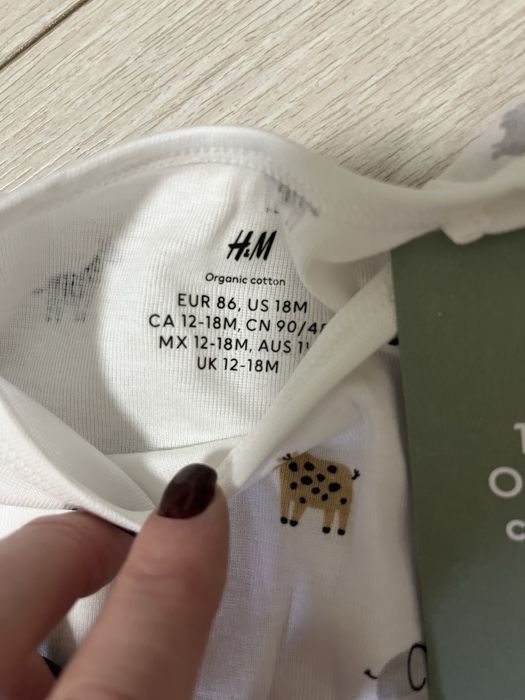 H&M
Organic cotton
EUR 86, US 18M
CA 12-18M, CN 90/4
MX 12-18M, AUS 1
UK 12-18M